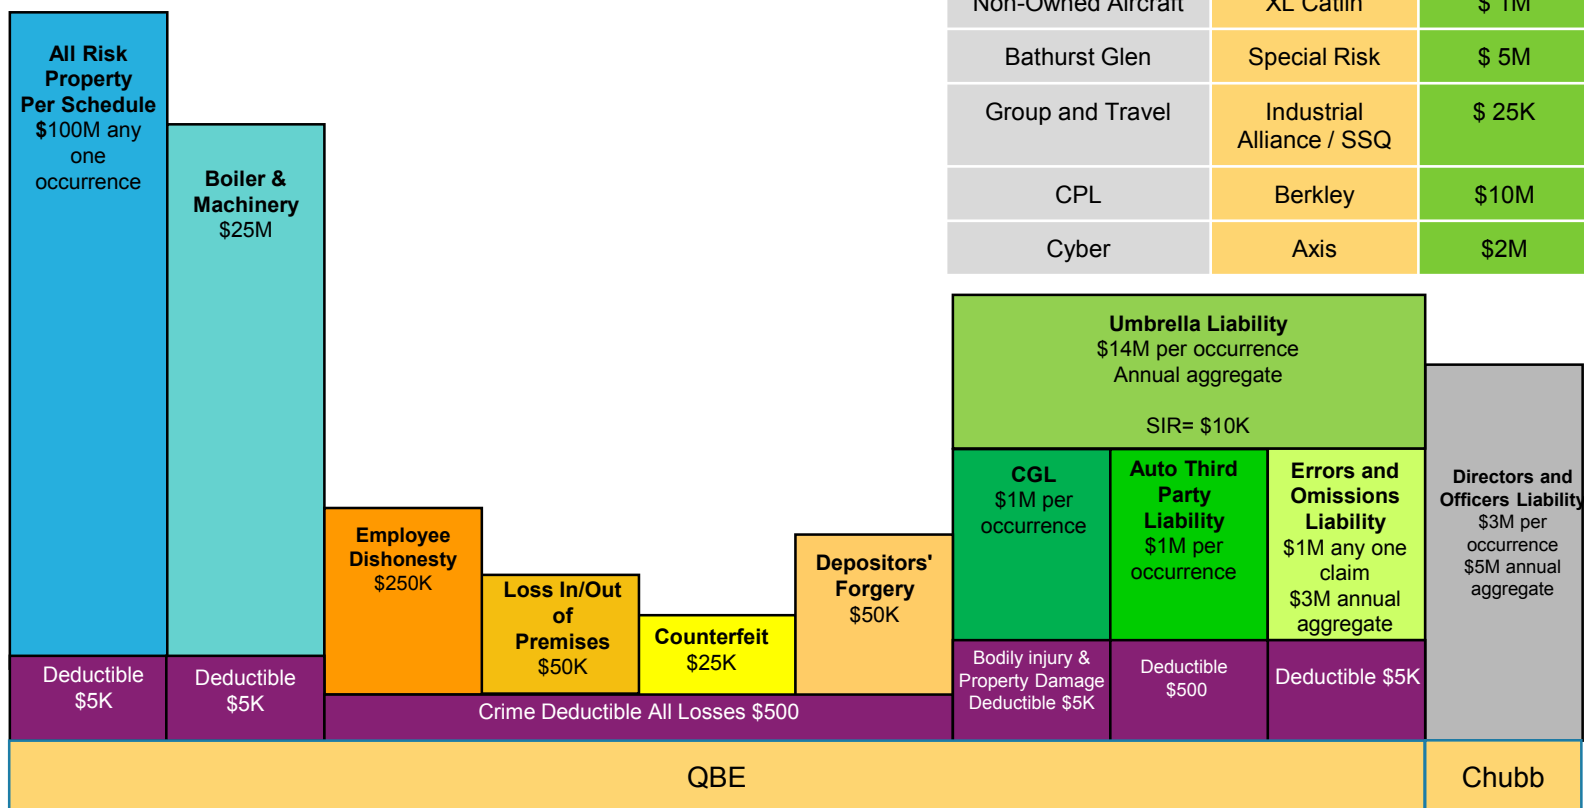 Non-Owned Aircraft XL Catlin $ 1M
Bathurst Glen Special Risk $ 5M
Group and Travel Industrial $ 25K
Alliance / SSQ
CPL Berkley $10M
Cyber Axis $2M
All Risk
Property
Per Schedule
$100M any
one
occurrence
Boiler &
Machinery
$25M
Employee
Dishonesty
$250K
Loss In/Out
of
Premises
$50K
Counterfeit
$25K
Depositors'
Forgery
$50K
Umbrella Liability
$14M per occurrence
Annual aggregate
SIR= $10K
CGL
$1M per
occurrence
Auto Third
Party
Liability
$1M per
occurrence
Errors and
Omissions
Liability
$1M any one
claim
$3M annual
aggregate
Directors and
Officers Liability
$3M per
occurrence
$5M annual
aggregate
Deductible
$5K
Deductible
$5K
Crime Deductible All Losses $500
Bodily injury &
Property Damage
Deductible $5K
Deductible
$500
Deductible $5K
QBE
Chubb